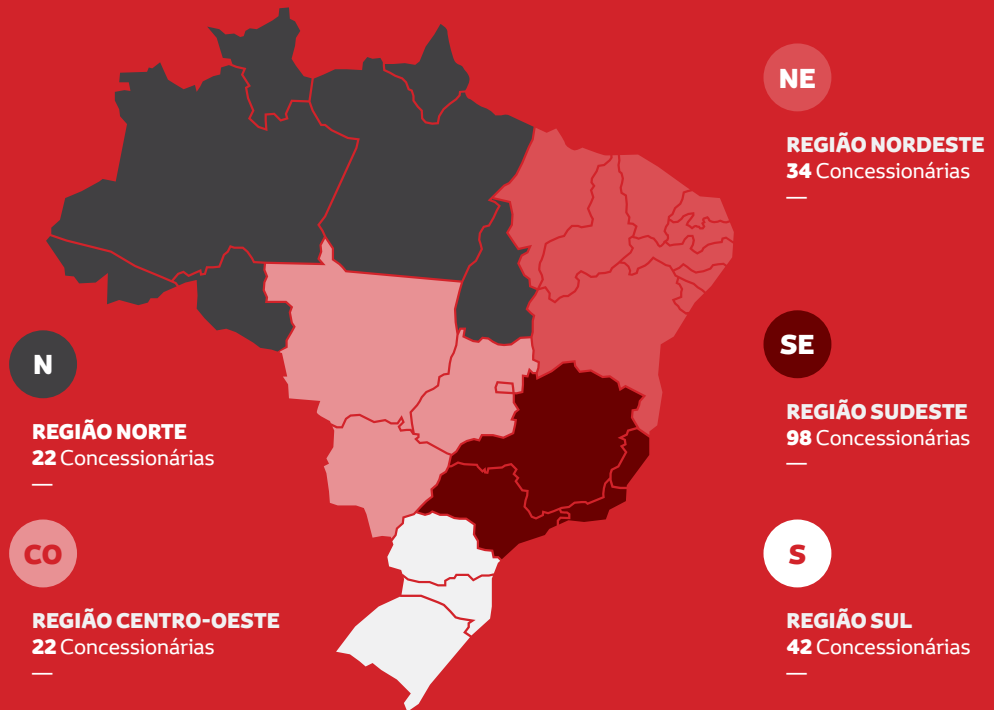 NE
REGIÃO NORDESTE
34 Concessionárias
SE
REGIÃO SUDESTE
98 Concessionárias
N
REGIÃO NORTE
22 Concessionárias
CO
REGIÃO CENTRO-OESTE
22 Concessionárias
S
REGIÃO SUL
42 Concessionárias